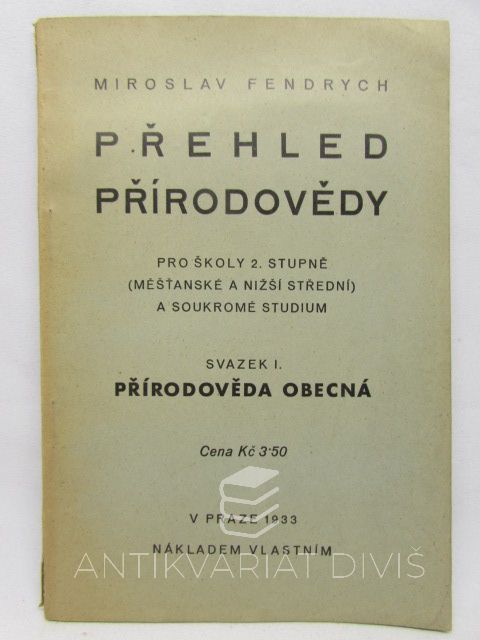 MIROSLAV FENDRYCH
PŘEHLED
PŘÍRODOVĚDY
PRO ŠKOLY 2. STUPNĚ
(MĚŠŤANSKÉ A NIŽŠÍ STŘEDNÍ)
A SOUKROMÉ STUDIUM
SVAZEK I.
PŘÍRODOVĚDA OBECNÁ
Cena Kč 3·50
V PRAZE 1933
NÁKLADEM VLASTNÍM
ANTIKVARIAT DIVIŠ